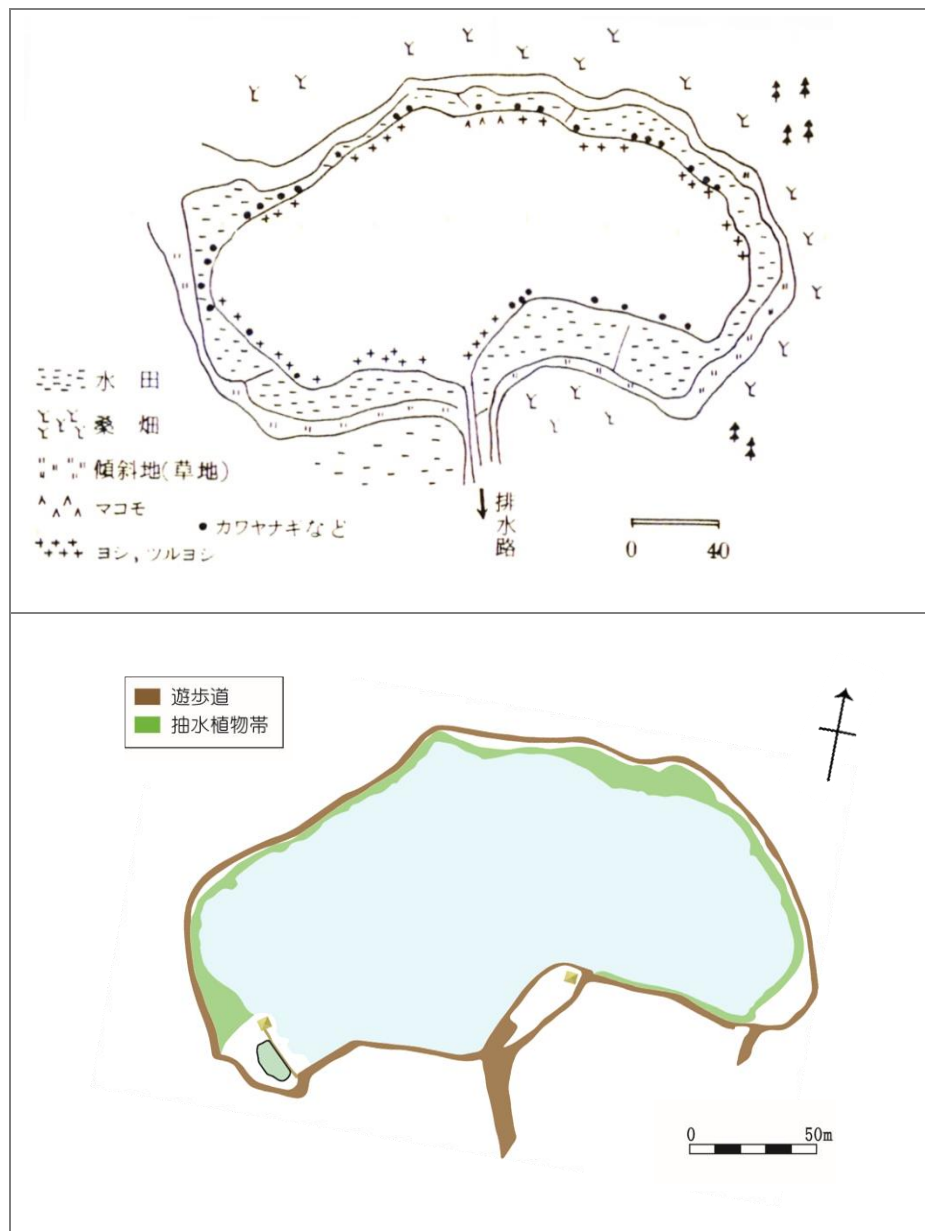 水 田
桑 畑
傾斜地(草地)
マコモ
カワヤナギなど
ヨシ,ツルヨシ
排水路
0 40
遊歩道
抽水植物帯
0 50m